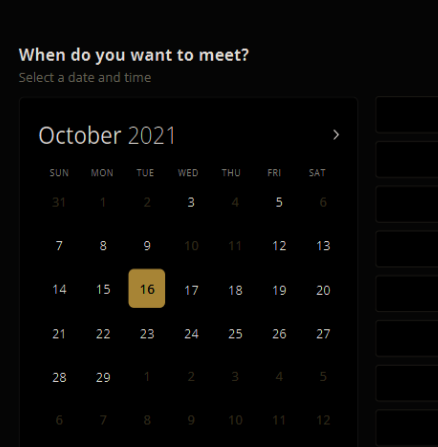 When do you want to meet?
Select a date and time
October 2021 >
SUN MON TUE WED THU FRI SAT
31 1 2 3 4 5 6
7 8 9 10 11 12 13
14 15 16 17 18 19 20
21 22 23 24 25 26 27
28 29 1 2 3 4 5
6 7 8 9 10 11 12